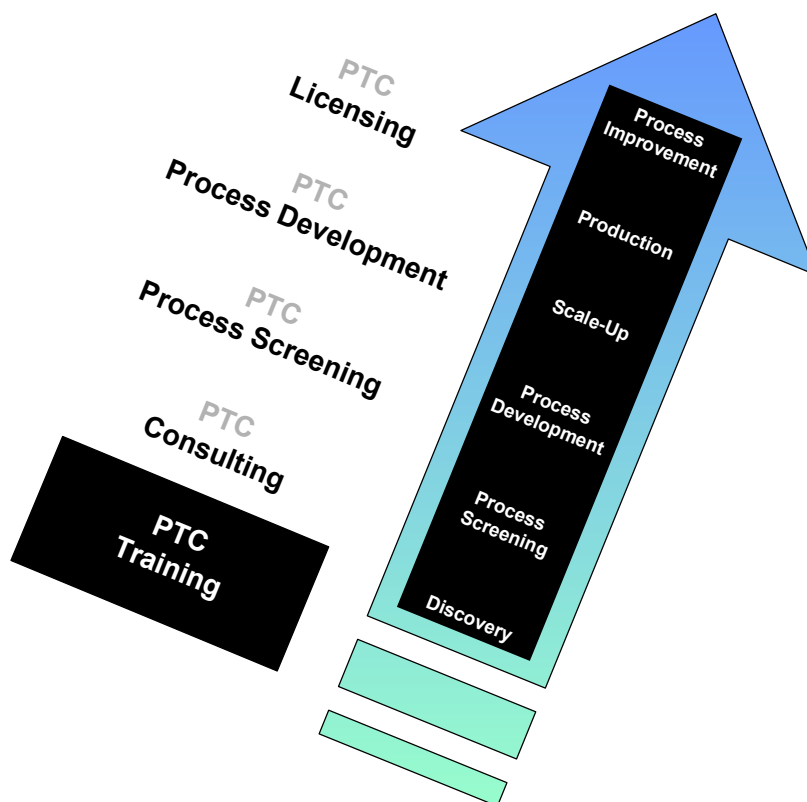 PTC
Licensing
PTC
Process Development
PTC
Process Screening
PTC
Consulting
PTC
Training
Process
Improvement
Production
Scale-Up
Process
Development
Process
Screening
Discovery